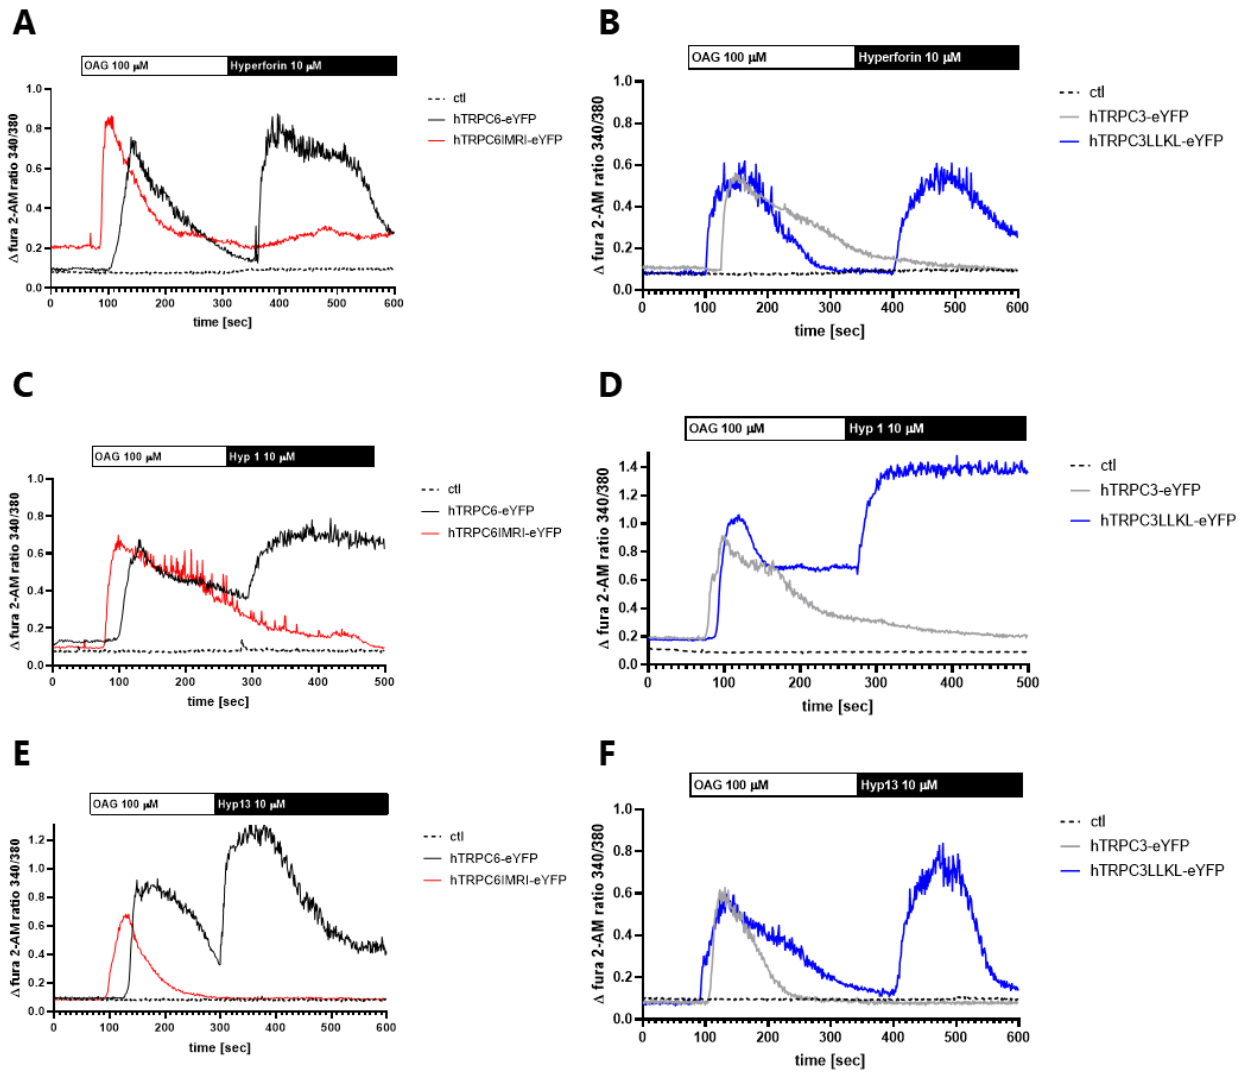 A
OAG 100 μM Hyperforin 10 μM
Δ fura 2-AM ratio 340/380
1.0
0.8
0.6
0.4
0.2
0.0
0 100 200 300 400 500 600
time [sec]
ctl
hTRPC6-eYFP
hTRPC6IMRI-eYFP
B
OAG 100 μM Hyperforin 10 μM
Δ fura 2-AM ratio 340/380
1.0
0.8
0.6
0.4
0.2
0.0
0 100 200 300 400 500 600
time [sec]
ctl
hTRPC3-eYFP
hTRPC3LLKL-eYFP
C
OAG 100 μM Hyp 1 10 μM
Δ fura 2-AM ratio 340/380
1.0
0.8
0.6
0.4
0.2
0.0
0 100 200 300 400 500
time [sec]
ctl
hTRPC6-eYFP
hTRPC6IMRI-eYFP
D
OAG 100 μM Hyp 1 10 μM
Δ fura 2-AM ratio 340/380
1.4
1.2
1.0
0.8
0.6
0.4
0.2
0.0
0 100 200 300 400 500
time [sec]
ctl
hTRPC3-eYFP
hTRPC3LLKL-eYFP
E
OAG 100 μM Hyp13 10 μM
Δ fura 2-AM ratio 340/380
1.2
1.0
0.8
0.6
0.4
0.2
0.0
0 100 200 300 400 500 600
time [sec]
ctl
hTRPC6-eYFP
hTRPC6IMRI-eYFP
F
OAG 100 μM Hyp13 10 μM
Δ fura 2-AM ratio 340/380
1.0
0.8
0.6
0.4
0.2
0.0
0 100 200 300 400 500 600
time [sec]
ctl
hTRPC3-eYFP
hTRPC3LLKL-eYFP